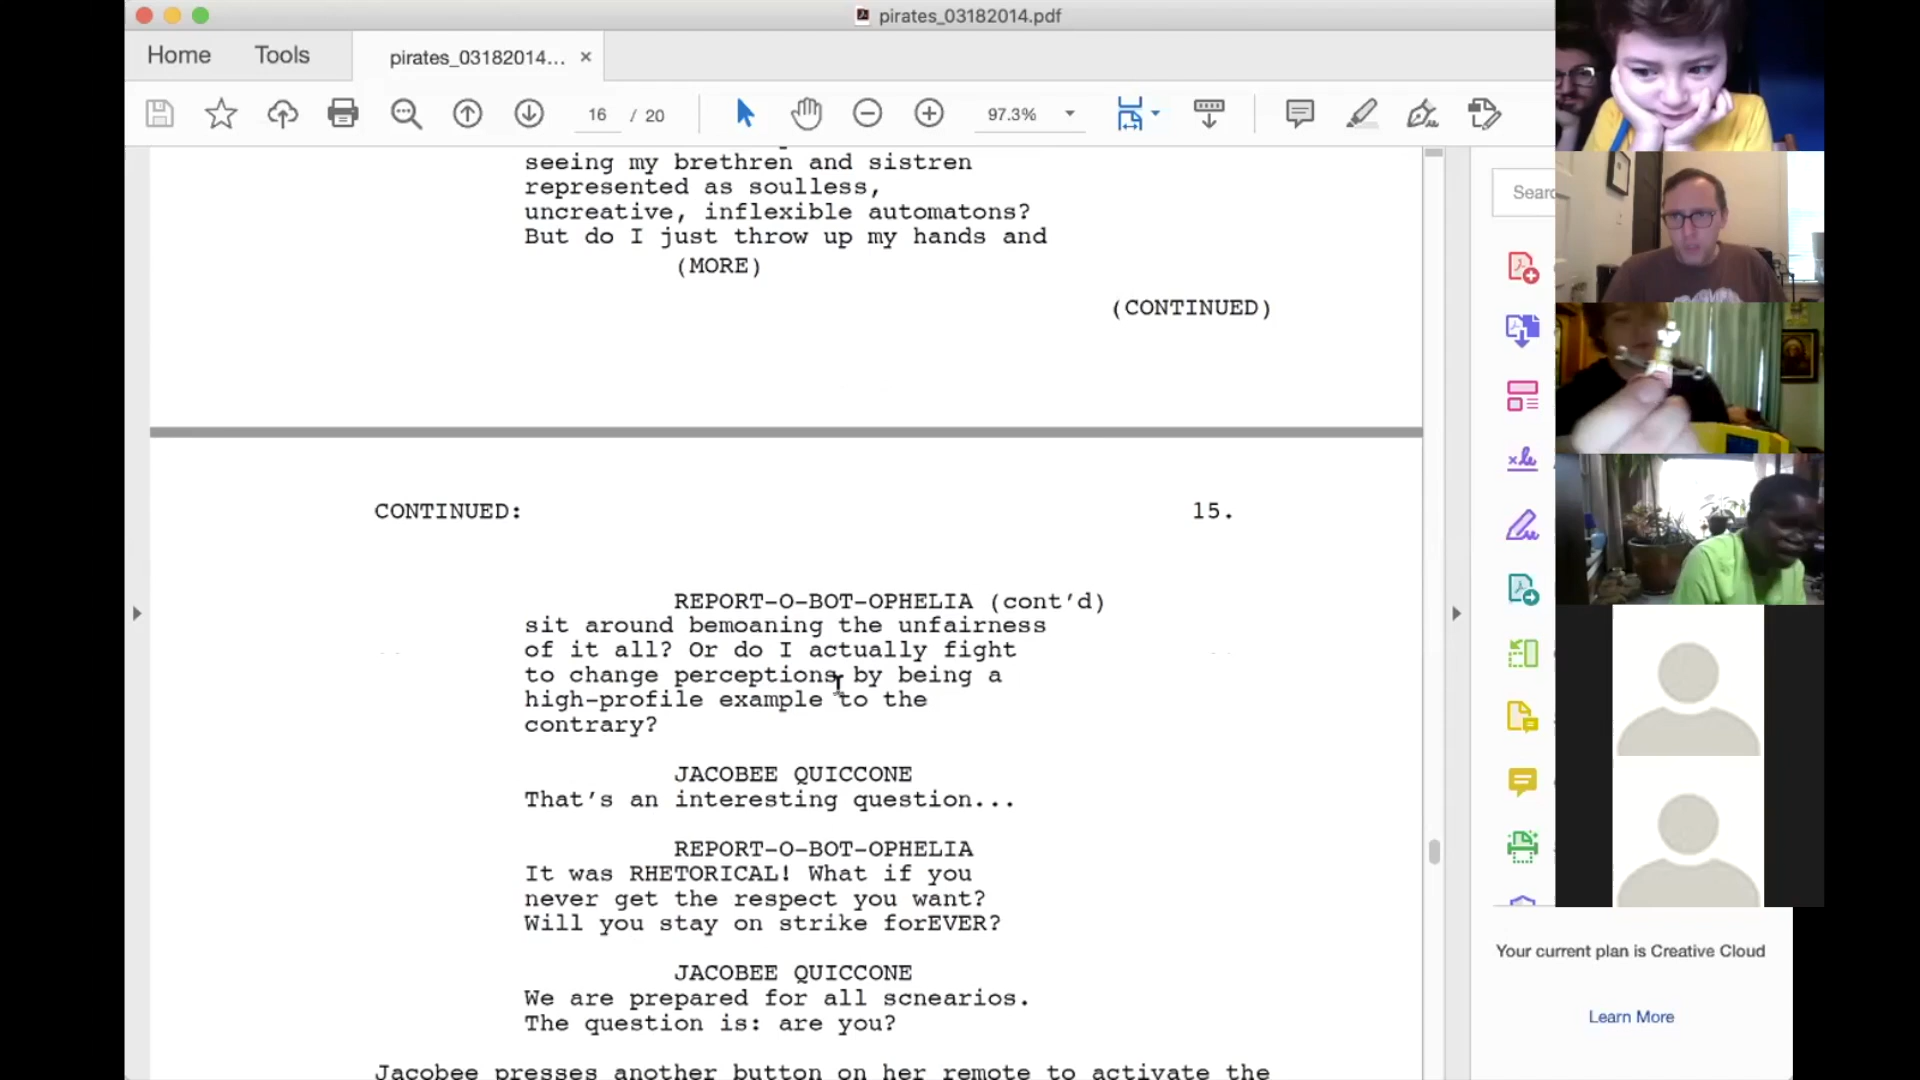 pirates_03182014.pdf
Home
Tools
pirates_03182014...
16 / 20
97.3%
seeing my brethren and sistren
represented as soulless,
uncreative, inflexible automatons?
But do I just throw up my hands and
(MORE)
(CONTINUED)
Sear
CONTINUED:
15.
REPORT-O-BOT-OPHELIA (cont'd)
sit around bemoaning the unfairness
of it all? Or do I actually fight
to change perceptions by being a
high-profile example to the
contrary?
JACOBEE QUICCONE
That's an interesting question...
REPORT-O-BOT-OPHELIA
It was RHETORICAL! What if you
never get the respect you want?
Will you stay on strike forEVER?
JACOBEE QUICCONE
We are prepared for all scnearios.
The question is: are you?
Jacobee presses another button on her remote to activate the
Your current plan is Creative Cloud
Learn More